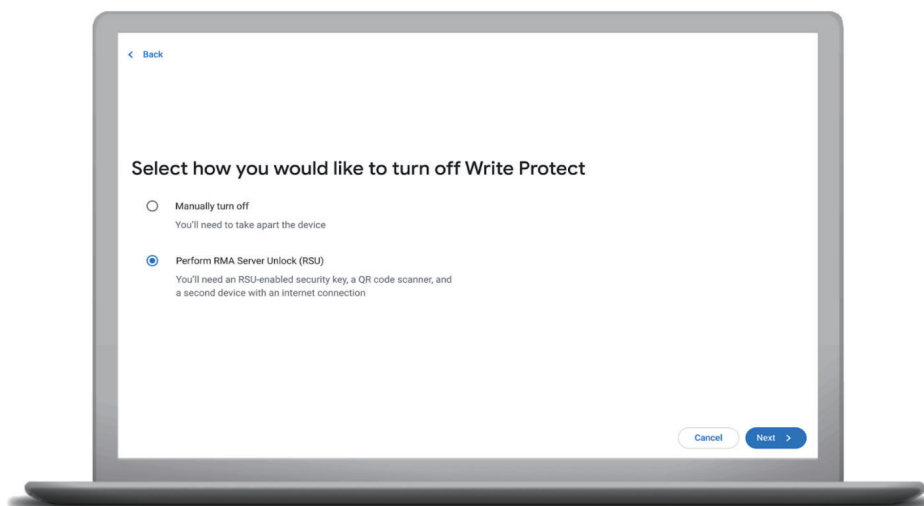 Back
Select how you would like to turn off Write Protect
Manually turn off
You'll need to take apart the device
Perform RMA Server Unlock (RSU)
You'll need an RSU-enabled security key, a QR code scanner, and
a second device with an internet connection
Cancel
Next